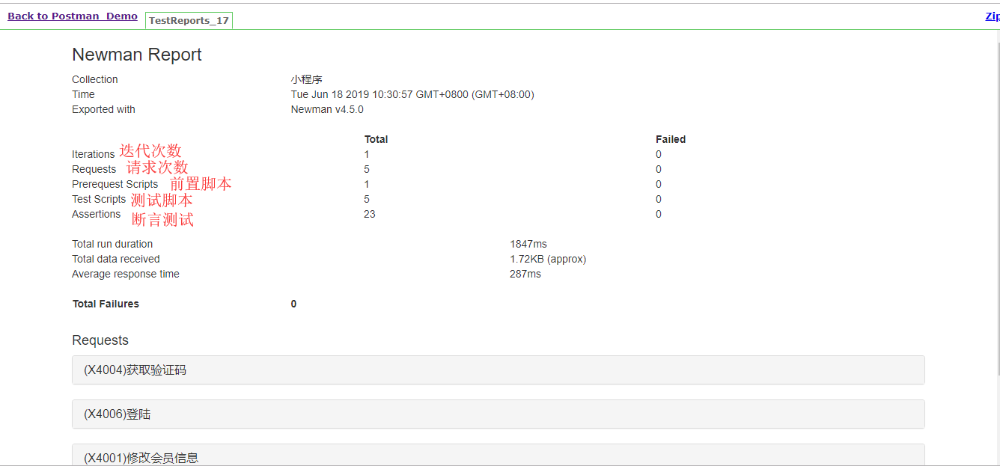 Back to Postman_Demo TestReports_17 Zip
Newman Report
Collection 小程序
Time Tue Jun 18 2019 10:30:57 GMT+0800 (GMT+08:00)
Exported with Newman v4.5.0
Total Failed
Iterations 迭代次数 1 0
Requests 请求次数 5 0
Prerequest Scripts 前置脚本 1 0
Test Scripts 测试脚本 5 0
Assertions 断言测试 23 0
Total run duration 1847ms
Total data received 1.72KB (approx)
Average response time 287ms
Total Failures 0
Requests
(X4004)获取验证码
(X4006)登陆
(X4001)修改会员信息